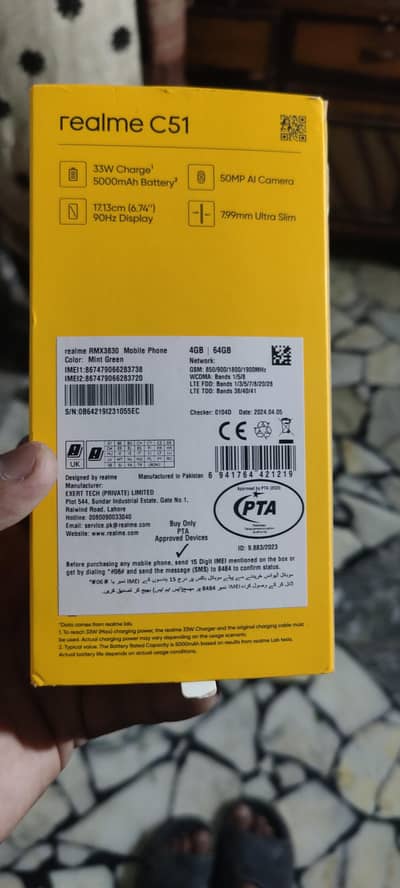 realme C51
33W Charge¹
5000mAh Battery²
50MP AI Camera
17.13cm (6.74")
90Hz Display
7.99mm Ultra Slim
realme RMX3830 Mobile Phone
Color: Mint Green
4GB | 64GB
IMEI1:867479066283738
IMEI2:867479066283720
Network:
GSM: 850/900/1800/1900MHz
WCDMA: Bands 1/5/8
LTE FDD: Bands 1/3/5/7/8/20/28
LTE TDD: Bands 38/40/41
S/N:0B64219I231055EC
Checker: 0104D Date: 2024.04.05
CE
UK
Designed by realme
Manufactured in Pakistan
6 941764 421219
Manufacturer:
EXERT TECH (PRIVATE) LIMITED
Plot 544, Sundar Industrial Estate, Gate No.1,
Raiwind Road, Lahore
Hotline: 0080090033040
Email: service.pk@realme.com
Website: www.realme.com
Buy Only
PTA
Approved Devices
Approved by PTA
PTA
ID: 9.883/2023
Before purchasing any mobile phone, send 15 Digit IMEI mentioned on the box or
get by dialing *#06# and send the message (SMS) to 8484 to confirm status.
*Data comes from realme lab.
1. To reach 33W (Max) charging power, the realme 33W Charger and the original charging cable must
be used. Actual charging power may vary depending on the usage scenario.
2. Typical value. The Battery Rated Capacity is 5000mAh based on results from realme Lab tests.
Actual battery life depends on actual usage conditions.